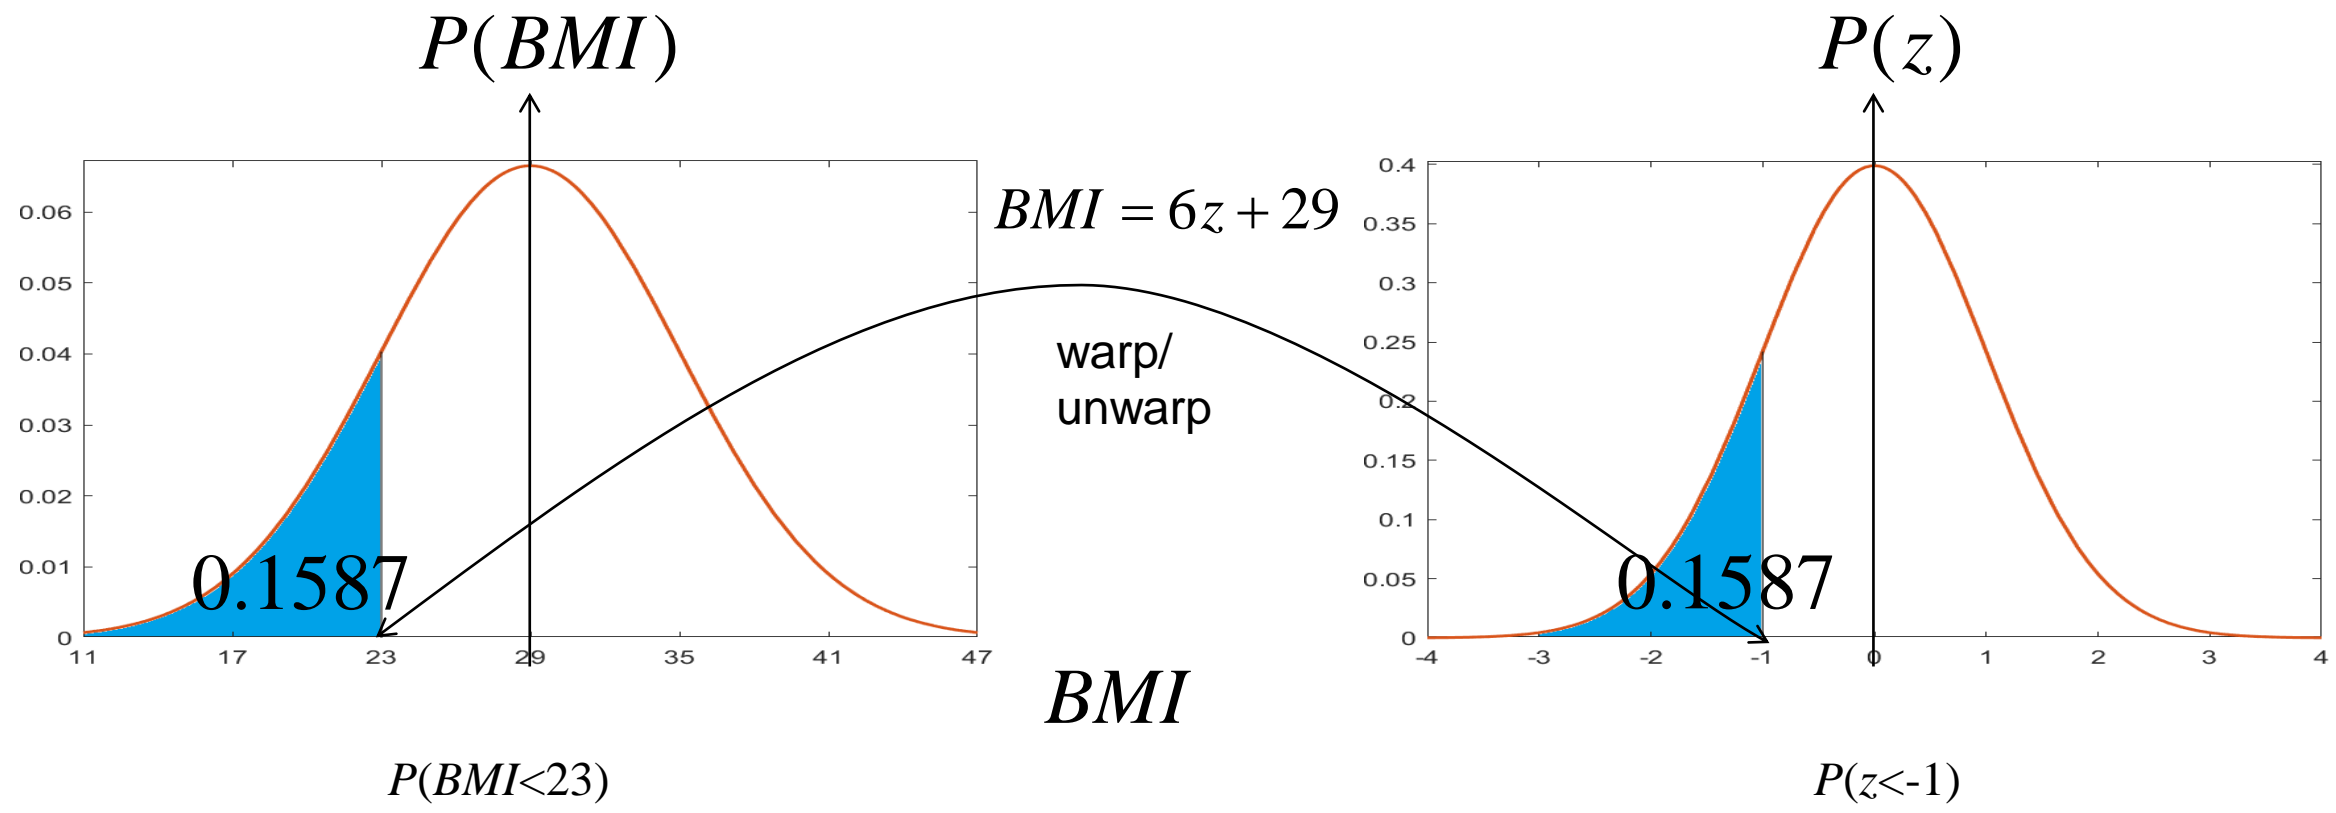 P(BMI)
P(z)
BMI = 6z + 29
warp/
unwarp
0.06
0.05
0.04
0.03
0.02
0.01
0
0.1587
11 17 23 29 35 41 47
BMI
P(BMI<23)
0.4
0.35
0.3
0.25
0.2
0.15
0.1
0.05
0
0.1587
-4 -3 -2 -1 0 1 2 3 4
P(z<-1)